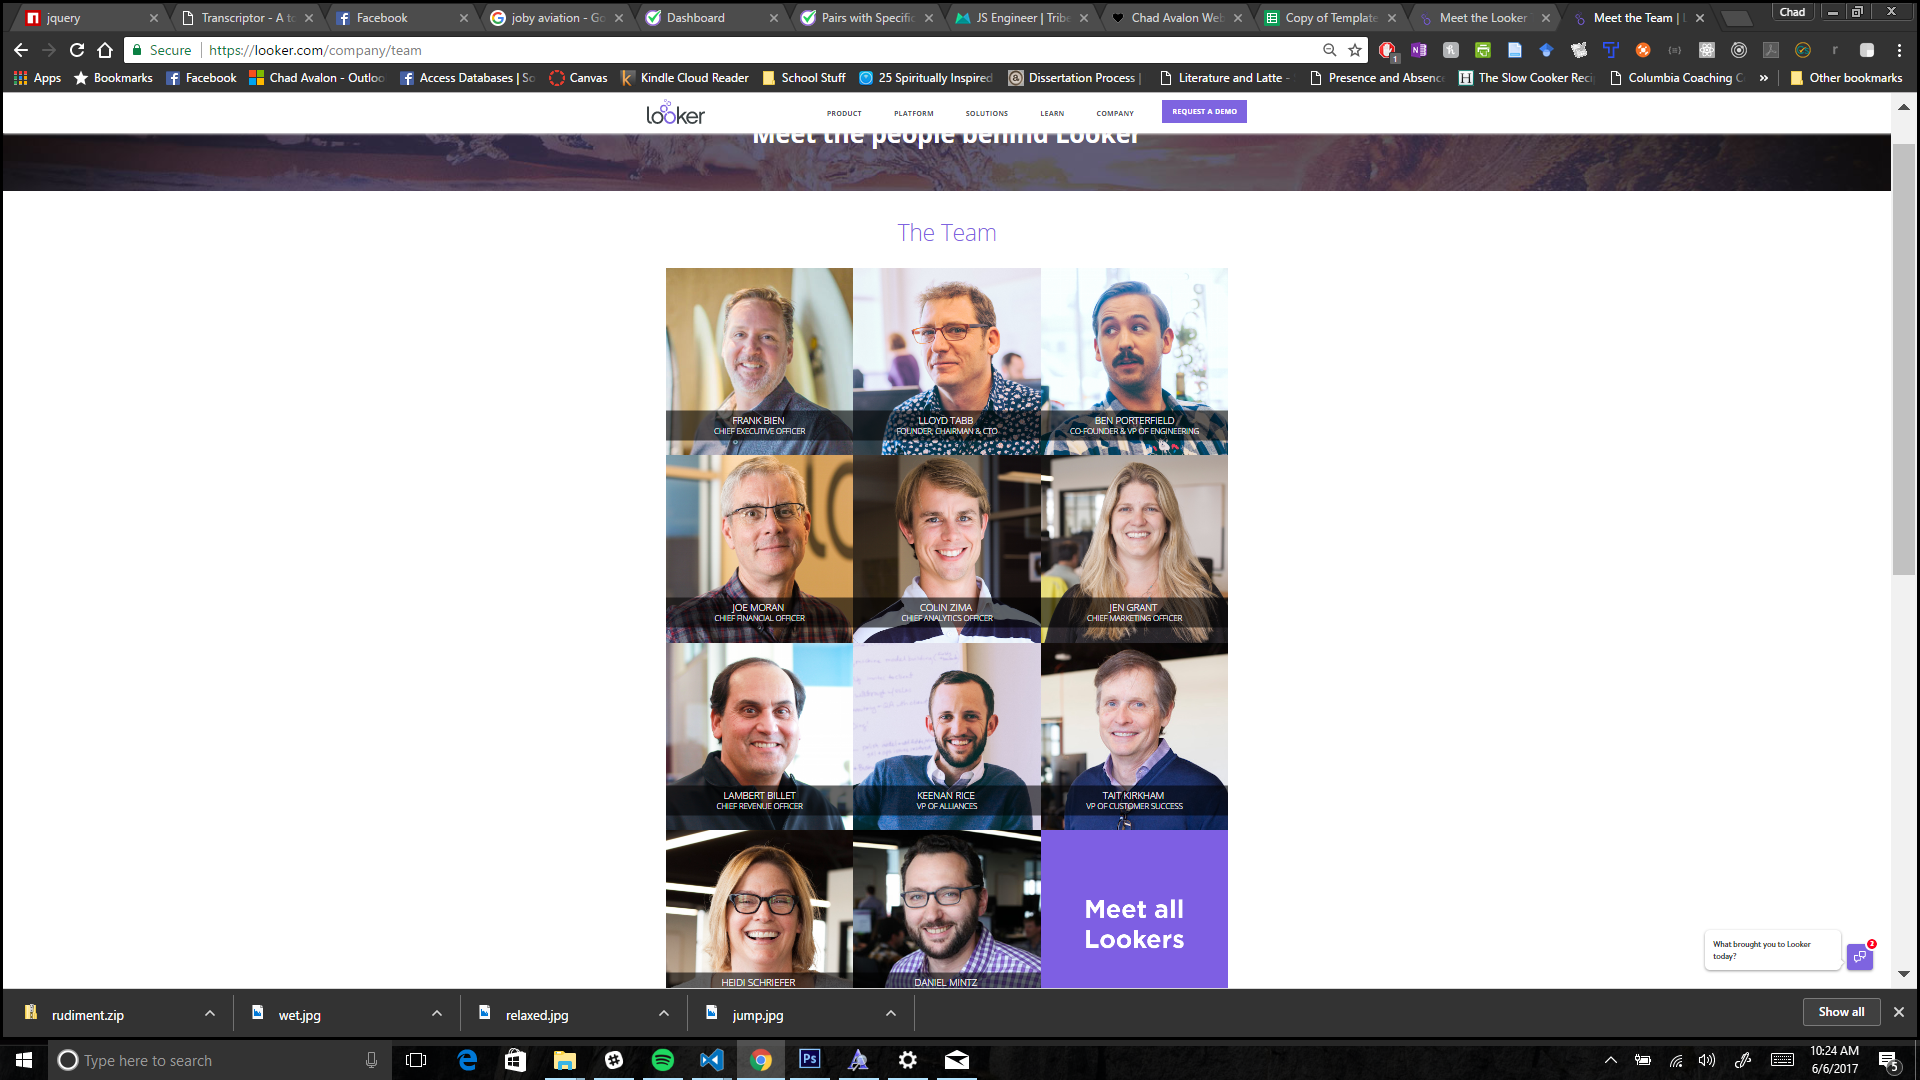 jquery
Transcriptor - A to
Facebook
joby aviation - Go
Dashboard
Pairs with Specific
JS Engineer | Tribe
Chad Avalon Web
Copy of Template
Meet the Looker
Meet the Team | L
Chad
Secure
https://looker.com/company/team
1
Apps
Bookmarks
Facebook
Chad Avalon - Outloo
Access Databases | So
Canvas
Kindle Cloud Reader
School Stuff
25 Spiritually Inspired
Dissertation Process |
Literature and Latte -
Presence and Absence
The Slow Cooker Reci
Columbia Coaching C
»
Other bookmarks
looker
PRODUCT
PLATFORM
SOLUTIONS
LEARN
COMPANY
REQUEST A DEMO
Meet the people behind Looker
The Team
FRANK BIEN
CHIEF EXECUTIVE OFFICER
LLOYD TABB
FOUNDER, CHAIRMAN & CTO
BEN PORTERFIELD
CO-FOUNDER & VP OF ENGINEERING
JOE MORAN
CHIEF FINANCIAL OFFICER
COLIN ZIMA
CHIEF ANALYTICS OFFICER
JEN GRANT
CHIEF MARKETING OFFICER
LAMBERT BILLET
CHIEF REVENUE OFFICER
KEENAN RICE
VP OF ALLIANCES
TAIT KIRKHAM
VP OF CUSTOMER SUCCESS
HEIDI SCHRIEFER
DANIEL MINTZ
Meet all
Lookers
What brought you to Looker
today?
2
rudiment.zip
wet.jpg
relaxed.jpg
jump.jpg
Show all
Type here to search
Ps
10:24 AM
6/6/2017
5